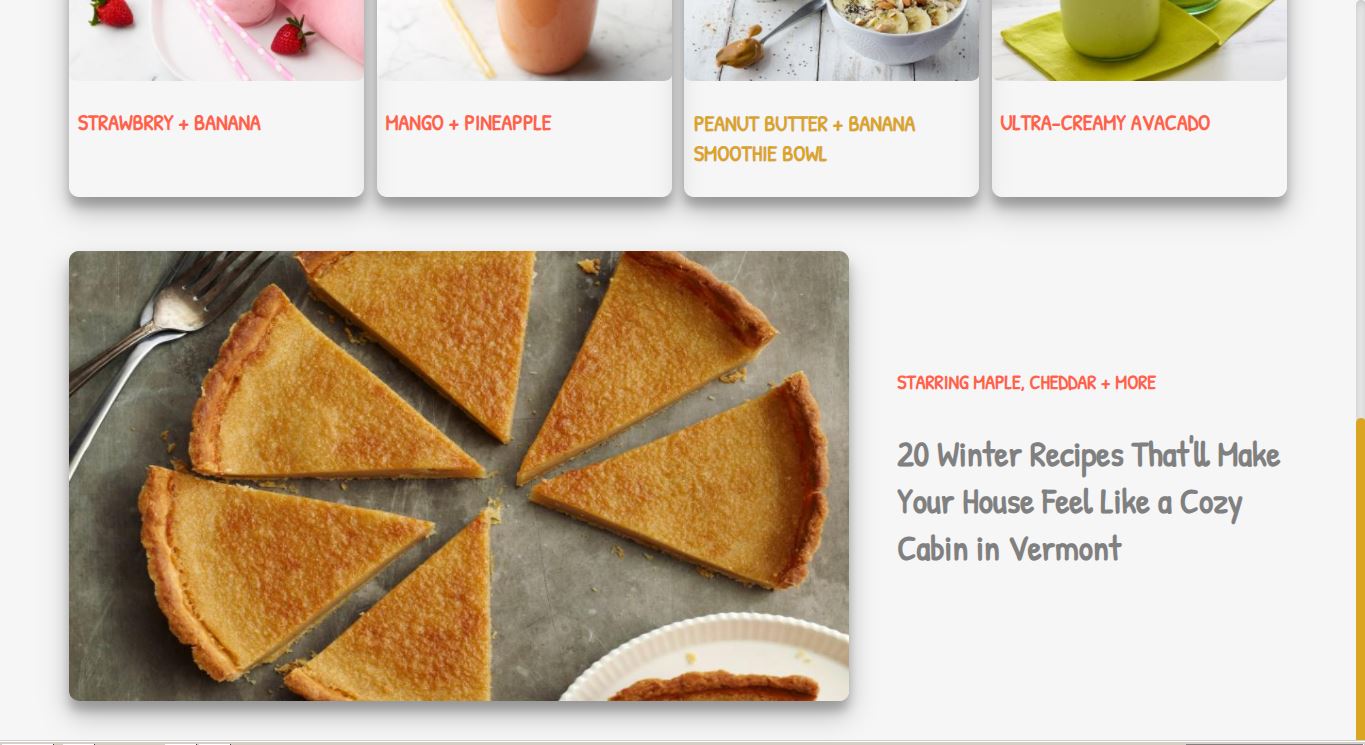 STRAWBRRY + BANANA
MANGO + PINEAPPLE
PEANUT BUTTER + BANANA
SMOOTHIE BOWL
ULTRA-CREAMY AVACADO
STARRING MAPLE, CHEDDAR + MORE
20 Winter Recipes That'll Make
Your House Feel Like a Cozy
Cabin in Vermont